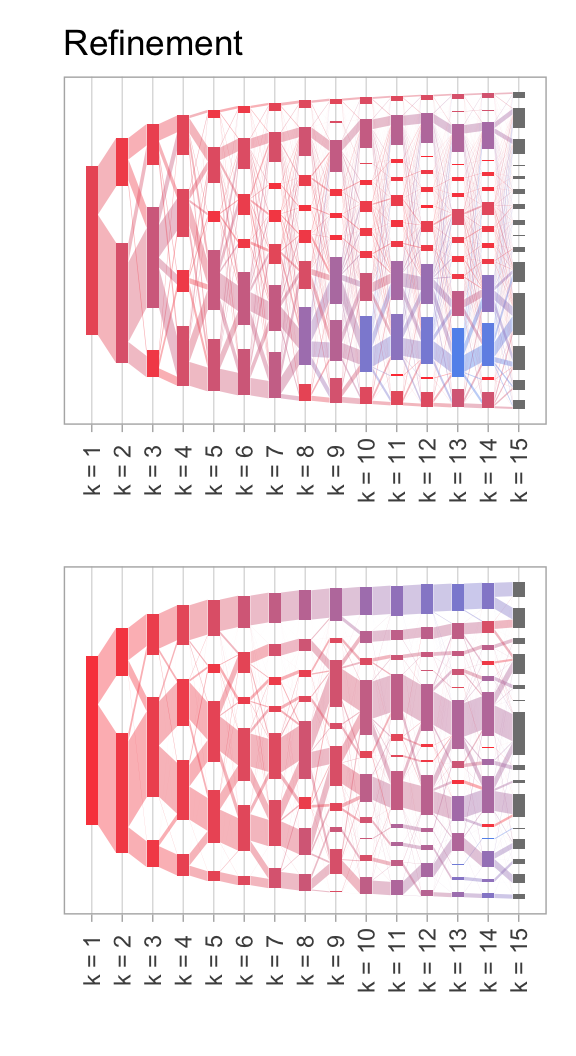 Refinement
k = 1
k = 2
k = 3
k = 4
k = 5
k = 6
k = 7
k = 8
k = 9
k = 10
k = 11
k = 12
k = 13
k = 14
k = 15
k = 1
k = 2
k = 3
k = 4
k = 5
k = 6
k = 7
k = 8
k = 9
k = 10
k = 11
k = 12
k = 13
k = 14
k = 15